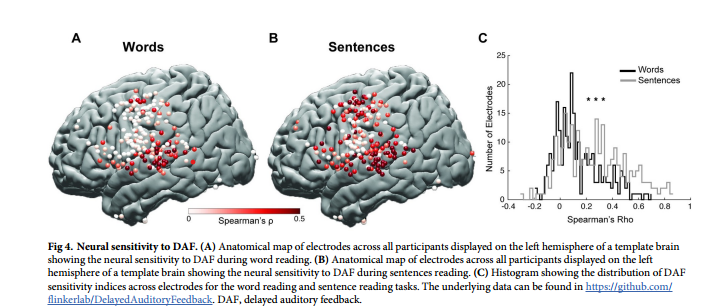 A
Words
B
Sentences
C
25
20
15
10
5
0
Number of Electrodes
Words
Sentences
* * *
-0.4 -0.2 0 0.2 0.4 0.6 0.8 1
Spearman's Rho
0 0.5
Spearman's ρ
Fig 4. Neural sensitivity to DAF. (A) Anatomical map of electrodes across all participants displayed on the left hemisphere of a template brain
showing the neural sensitivity to DAF during word reading. (B) Anatomical map of electrodes across all participants displayed on the left
hemisphere of a template brain showing the neural sensitivity to DAF during sentences reading. (C) Histogram showing the distribution of DAF
sensitivity indices across electrodes for the word reading and sentence reading tasks. The underlying data can be found in https://github.com/
flinkerlab/DelayedAuditoryFeedback. DAF, delayed auditory feedback.